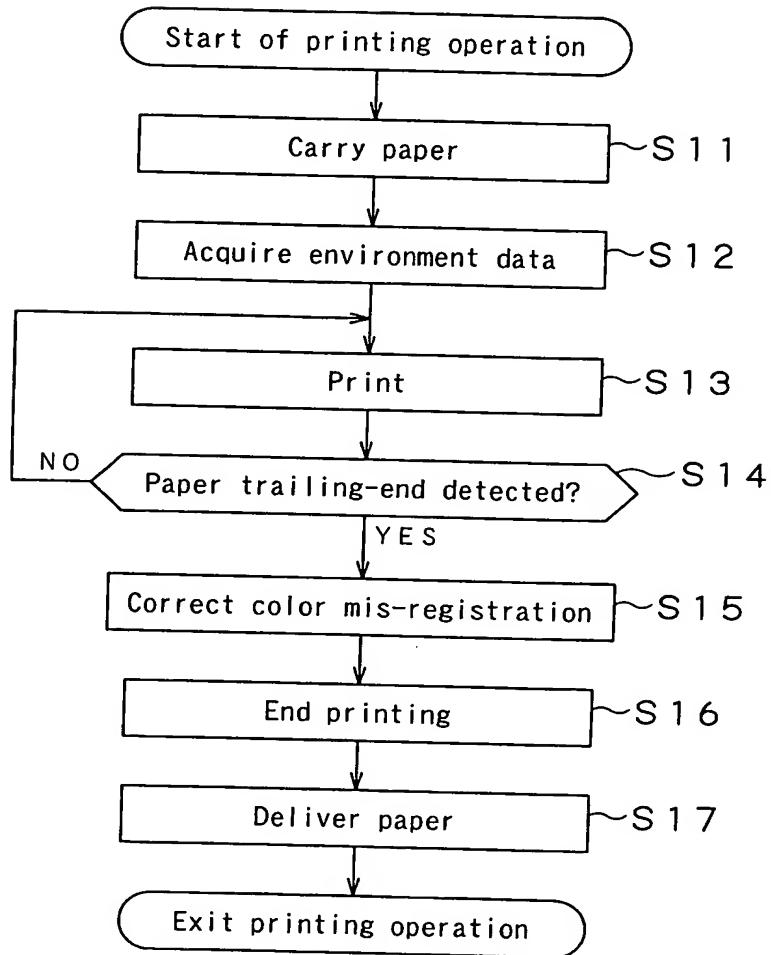 Start of printing operation
Carry paper
S11
Acquire environment data
S12
Print
S13
NO
Paper trailing-end detected?
S14
YES
Correct color mis-registration
S15
End printing
S16
Deliver paper
S17
Exit printing operation